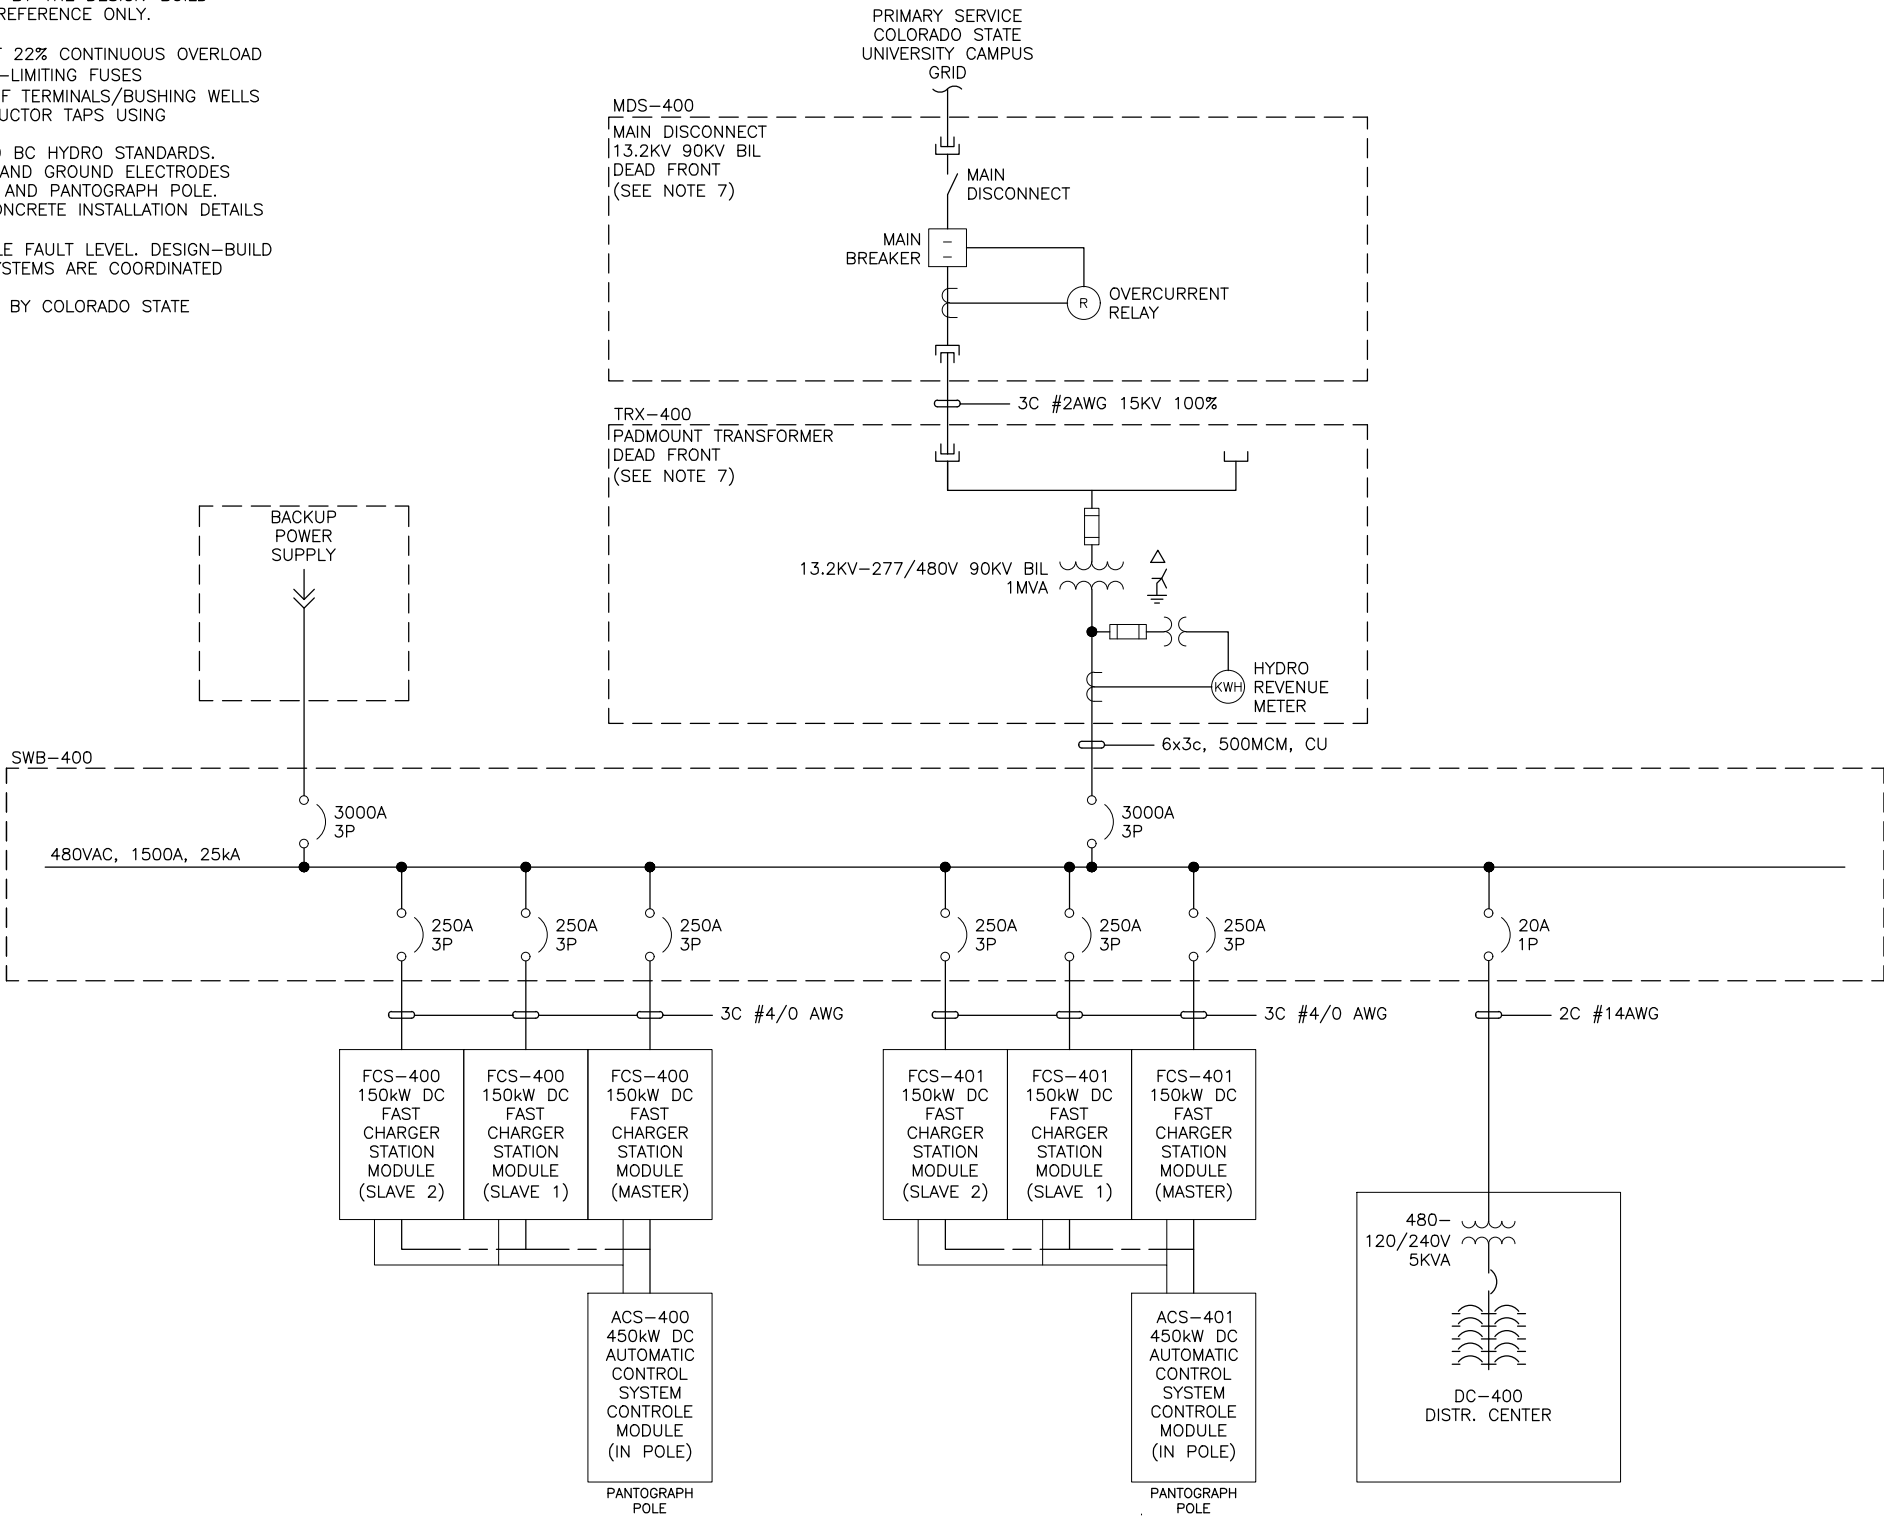 REFERENCE ONLY.
22% CONTINUOUS OVERLOAD
-LIMITING FUSES
TERMINALS/BUSHING WELLS
TAPS USING
BC HYDRO STANDARDS.
AND GROUND ELECTRODES
AND PANTOGRAPH POLE.
INSTALLATION DETAILS
FAULT LEVEL. DESIGN-BUILD
ARE COORDINATED
BY COLORADO STATE
PRIMARY SERVICE
COLORADO STATE
UNIVERSITY CAMPUS
GRID
MDS-400
MAIN DISCONNECT
13.2KV 90KV BIL
DEAD FRONT
(SEE NOTE 7)
MAIN
DISCONNECT
MAIN
BREAKER
R
OVERCURRENT
RELAY
3C #2AWG 15KV 100%
TRX-400
PADMOUNT TRANSFORMER
DEAD FRONT
(SEE NOTE 7)
13.2KV-277/480V 90KV BIL
1MVA
KWH
HYDRO
REVENUE
METER
6x3c, 500MCM, CU
BACKUP
POWER
SUPPLY
SWB-400
3000A
3P
3000A
3P
480VAC, 1500A, 25kA
250A
3P
250A
3P
250A
3P
250A
3P
250A
3P
250A
3P
20A
1P
3C #4/0 AWG
3C #4/0 AWG
2C #14AWG
FCS-400
150kW DC
FAST
CHARGER
STATION
MODULE
(SLAVE 2)
FCS-400
150kW DC
FAST
CHARGER
STATION
MODULE
(SLAVE 1)
FCS-400
150kW DC
FAST
CHARGER
STATION
MODULE
(MASTER)
FCS-401
150kW DC
FAST
CHARGER
STATION
MODULE
(SLAVE 2)
FCS-401
150kW DC
FAST
CHARGER
STATION
MODULE
(SLAVE 1)
FCS-401
150kW DC
FAST
CHARGER
STATION
MODULE
(MASTER)
ACS-400
450kW DC
AUTOMATIC
CONTROL
SYSTEM
CONTROLE
MODULE
(IN POLE)
PANTOGRAPH
POLE
ACS-401
450kW DC
AUTOMATIC
CONTROL
SYSTEM
CONTROLE
MODULE
(IN POLE)
PANTOGRAPH
POLE
480-
120/240V
5KVA
DC-400
DISTR. CENTER